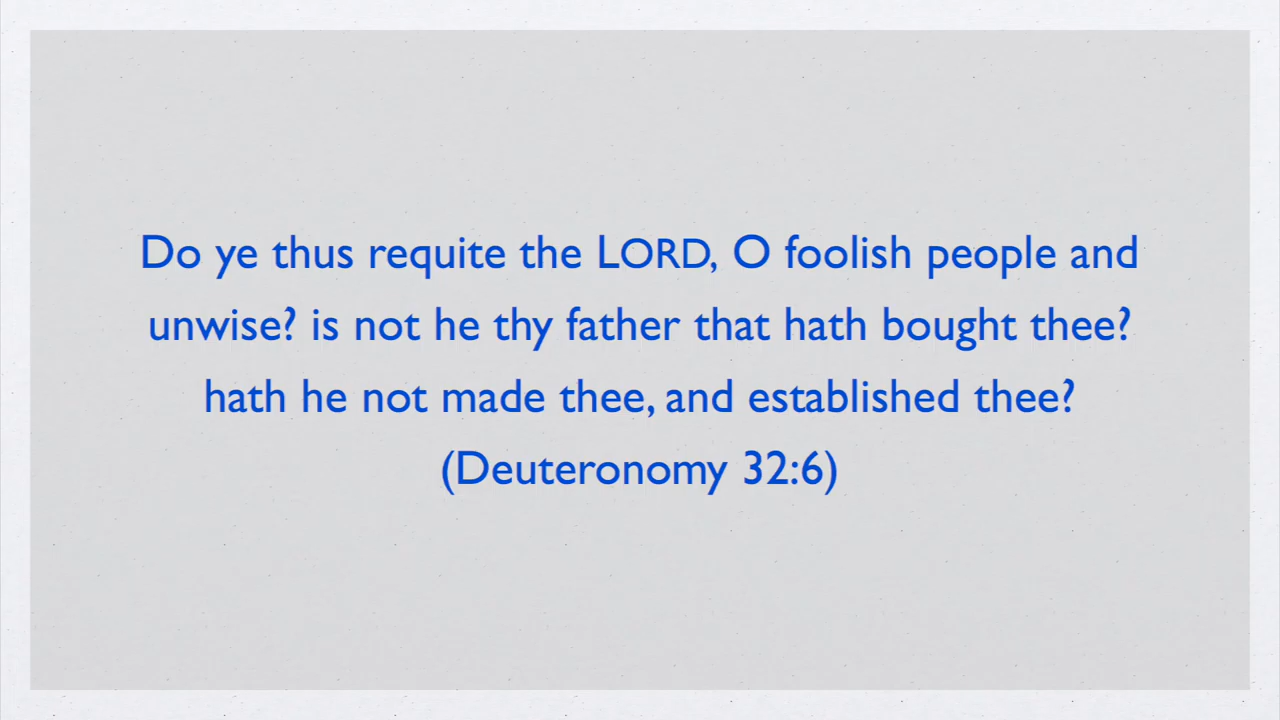 Do ye thus requite the LORD, O foolish people and
unwise? is not he thy father that hath bought thee?
hath he not made thee, and established thee?
(Deuteronomy 32:6)